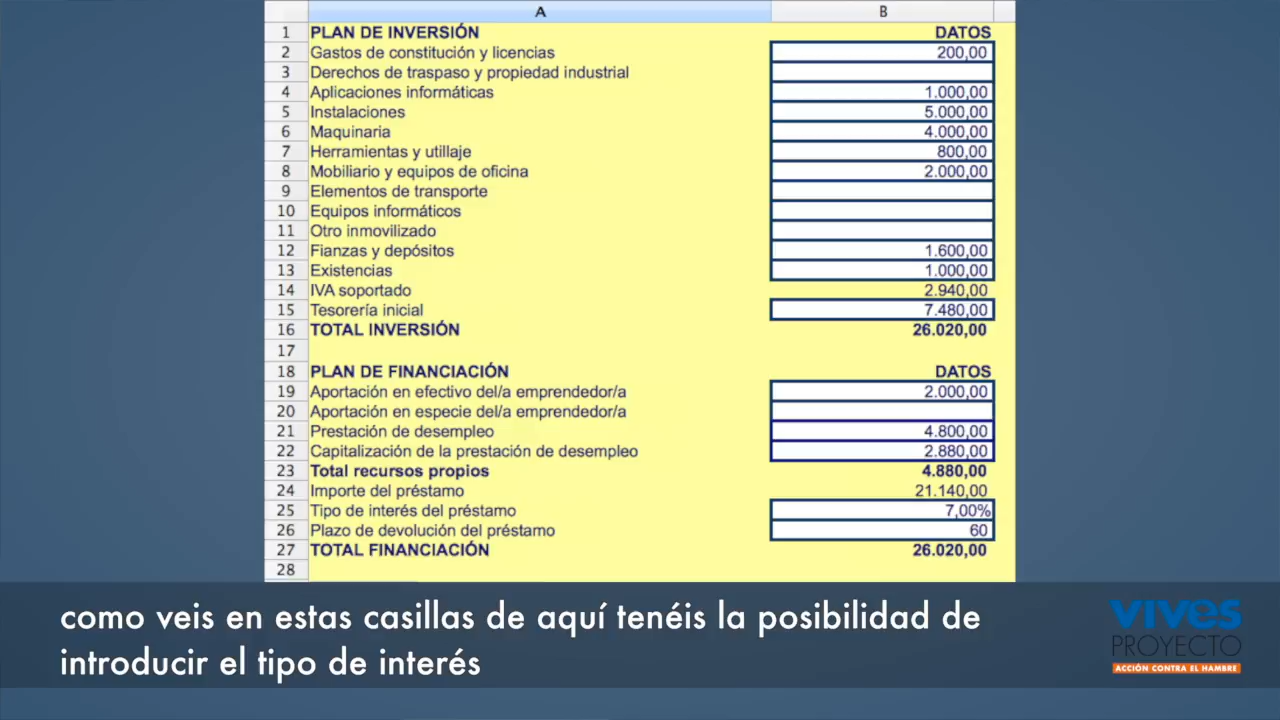 A B
1 PLAN DE INVERSIÓN DATOS
2 Gastos de constitución y licencias 200,00
3 Derechos de traspaso y propiedad industrial
4 Aplicaciones informáticas 1.000,00
5 Instalaciones 5.000,00
6 Maquinaria 4.000,00
7 Herramientas y utillaje 800,00
8 Mobiliario y equipos de oficina 2.000,00
9 Elementos de transporte
10 Equipos informáticos
11 Otro inmovilizado
12 Fianzas y depósitos 1.600,00
13 Existencias 1.000,00
14 IVA soportado 2.940,00
15 Tesorería inicial 7.480,00
16 TOTAL INVERSIÓN 26.020,00
17
18 PLAN DE FINANCIACIÓN DATOS
19 Aportación en efectivo del/a emprendedor/a 2.000,00
20 Aportación en especie del/a emprendedor/a
21 Prestación de desempleo 4.800,00
22 Capitalización de la prestación de desempleo 2.880,00
23 Total recursos propios 4.880,00
24 Importe del préstamo 21.140,00
25 Tipo de interés del préstamo 7,00%
26 Plazo de devolución del préstamo 60
27 TOTAL FINANCIACIÓN 26.020,00
28
como veis en estas casillas de aquí tenéis la posibilidad de
introducir el tipo de interés
vives
PROYECTO
ACCIÓN CONTRA EL HAMBRE